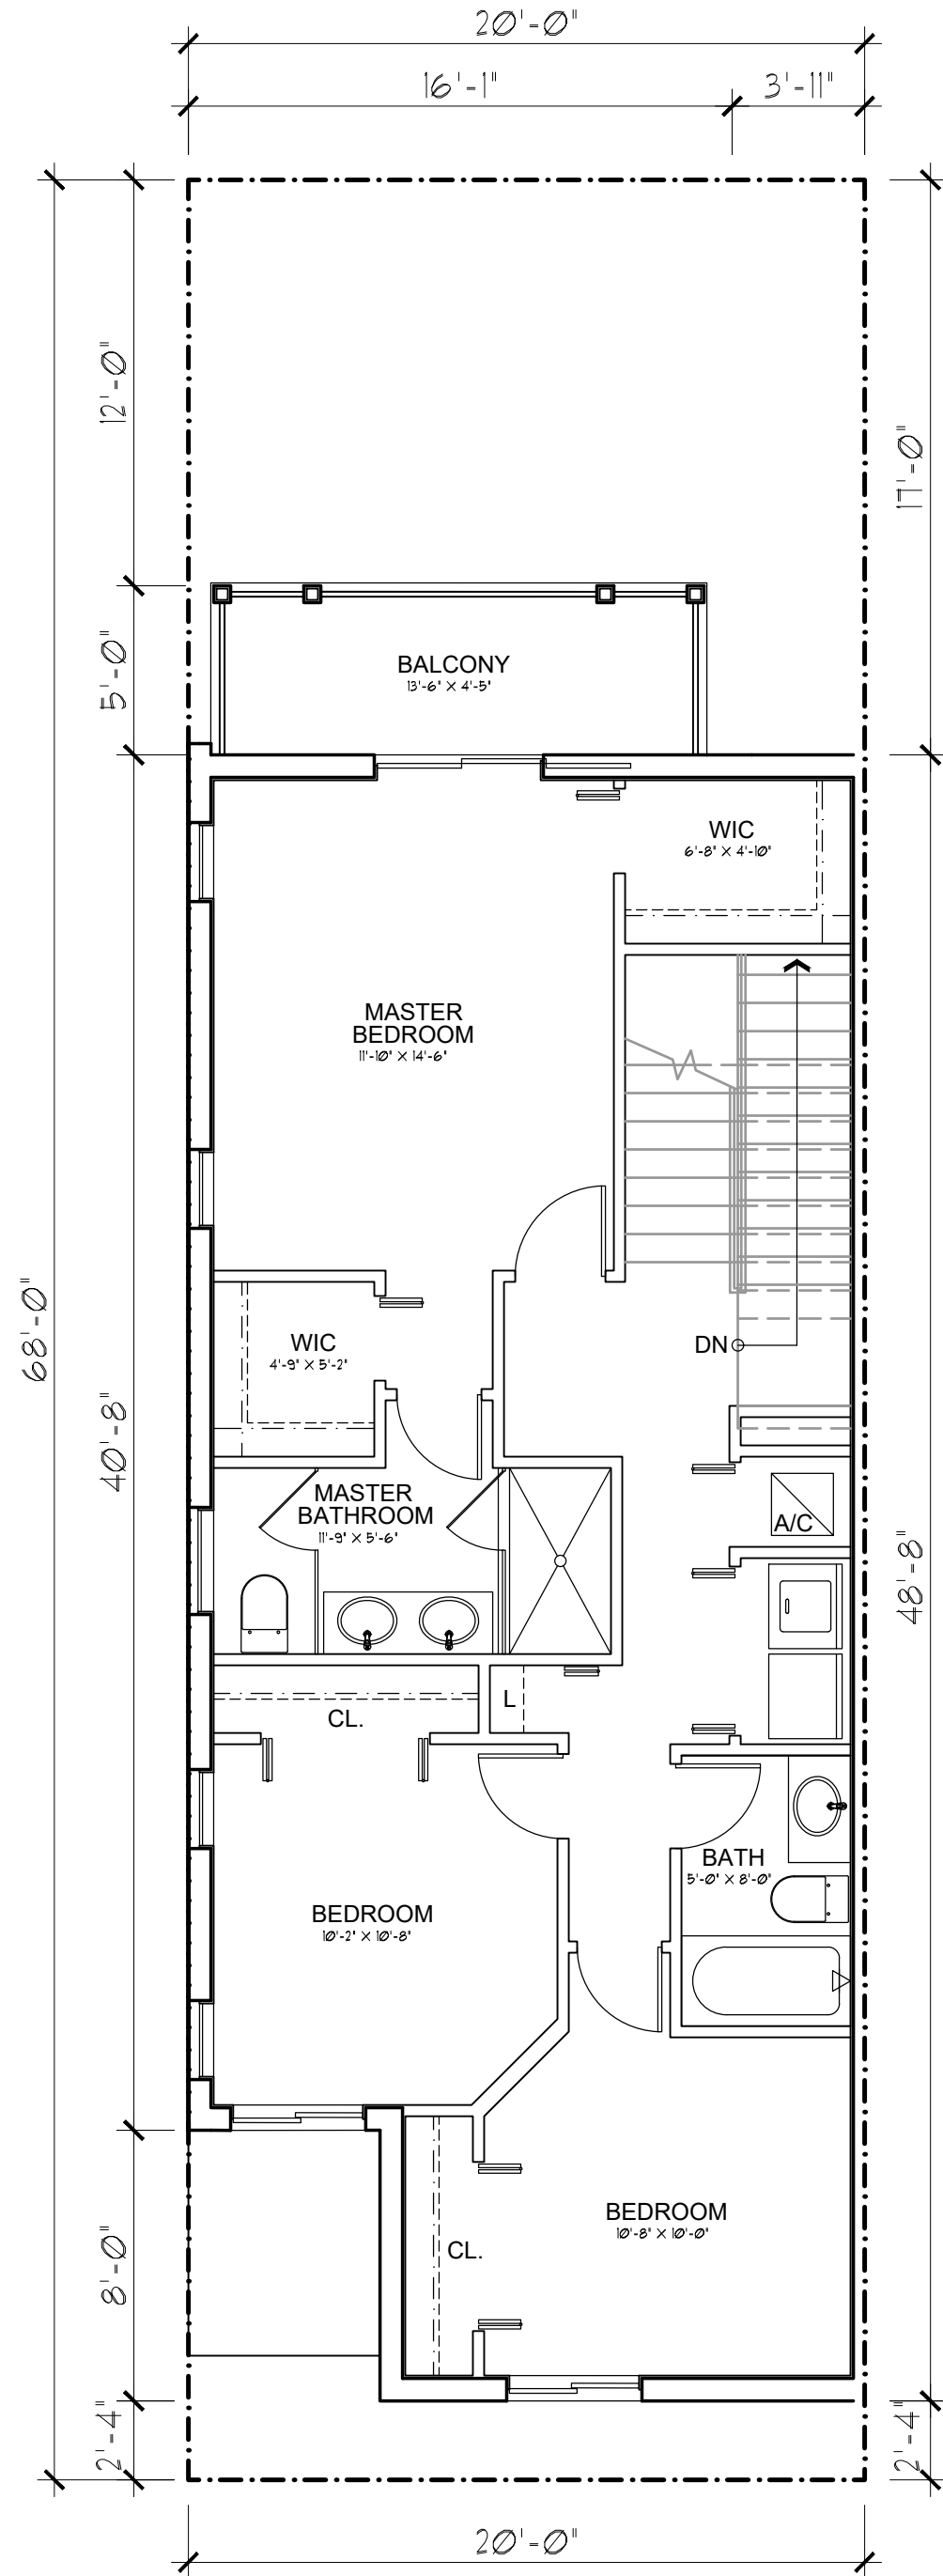 20'-0"
16'-1"
3'-11"
12'-0"
17'-0"
5'-0"
BALCONY
13'-6" X 4'-5"
WIC
6'-8" X 4'-10"
MASTER
BEDROOM
11'-10" X 14'-6"
68'-0"
40'-8"
WIC
4'-9" X 5'-2"
DN
MASTER
BATHROOM
11'-9" X 5'-6"
A/C
48'-8"
L
CL.
BATH
5'-0" X 8'-0"
BEDROOM
10'-2" X 10'-8"
8'-0"
BEDROOM
10'-8" X 10'-0"
CL.
2'-4"
2'-4"
20'-0"